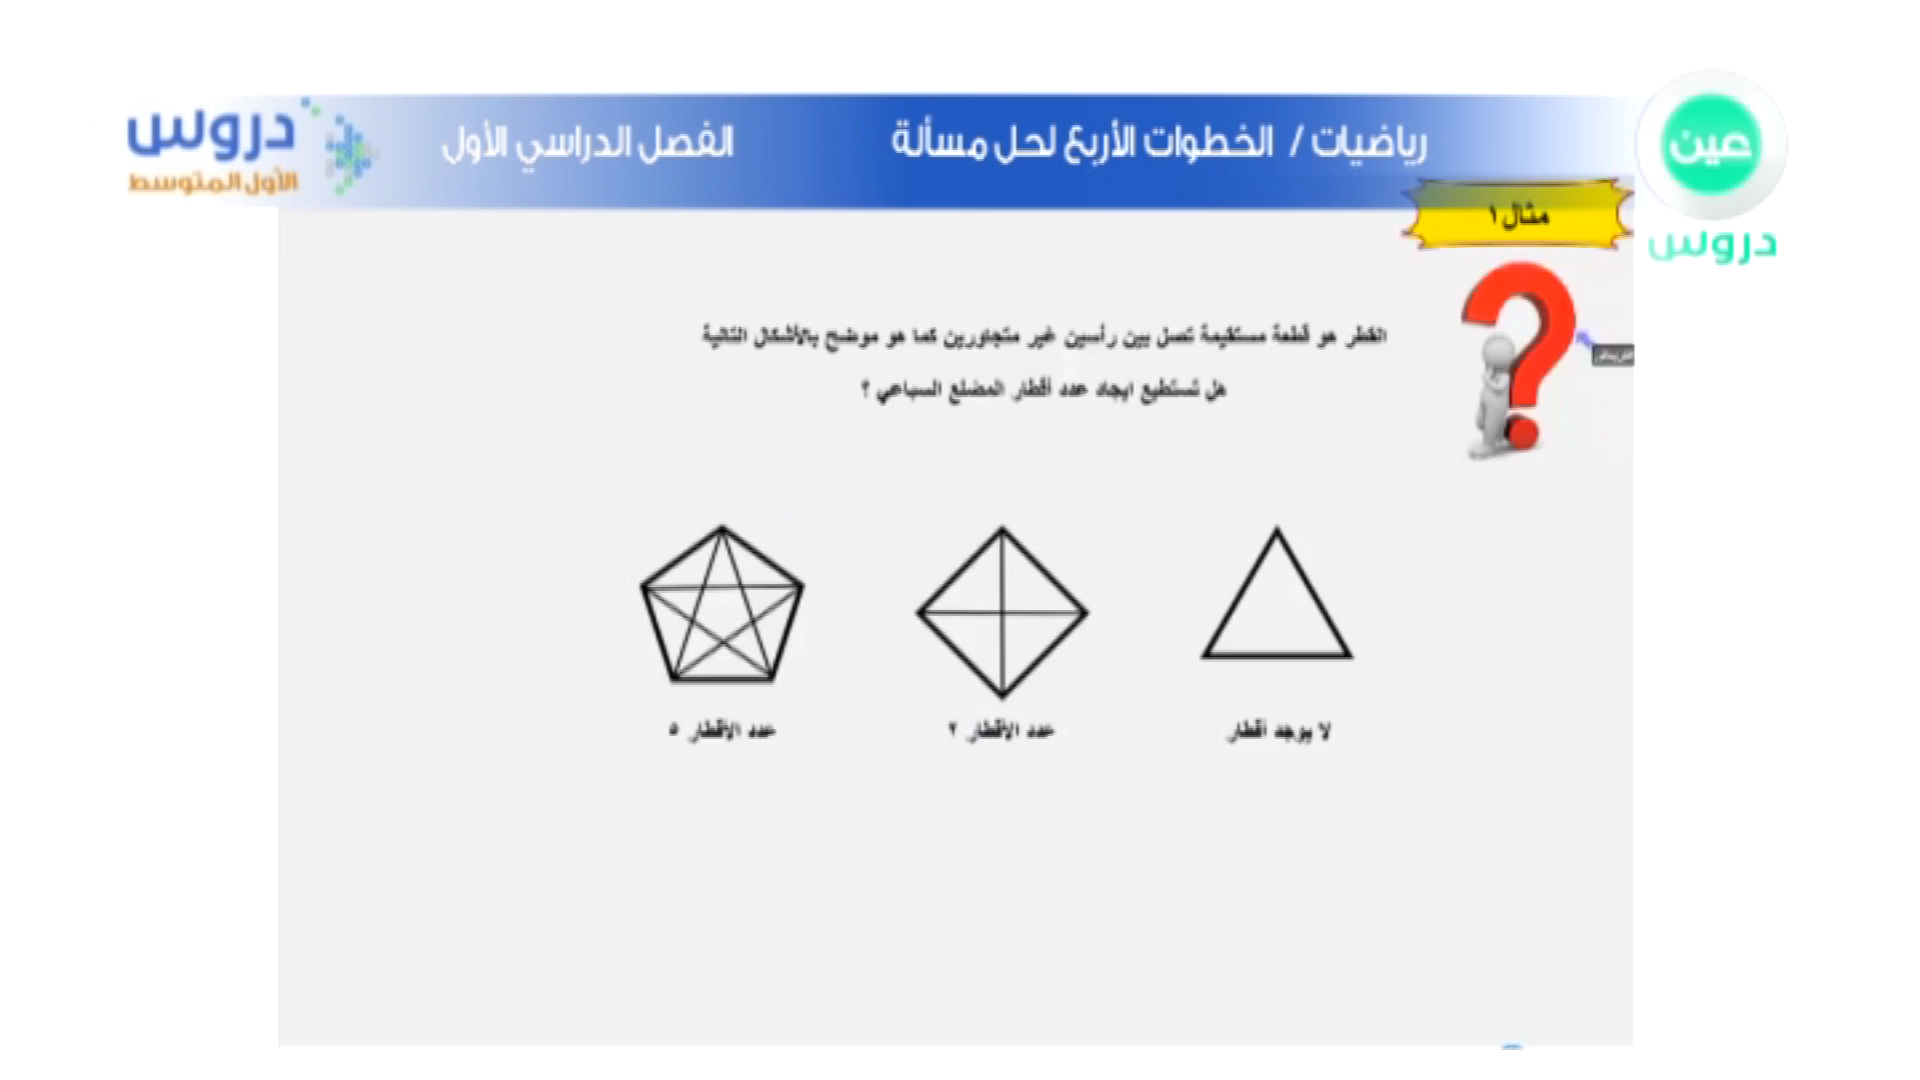 رياضيات / الخطوات الأربع لحل مسألة
الفصل الدراسي الأول
دروس
الأول المتوسط
عين
دروس
مثال ١
القطر هو قطعة مستقيمة تصل بين رأسين غير متجاورين كما هو موضح بالأشكال التالية
هل تستطيع ايجاد عدد أقطار المضلع السباعي ؟
لا يوجد أقطار
عدد الأقطار ٢
عدد الأقطار ٥